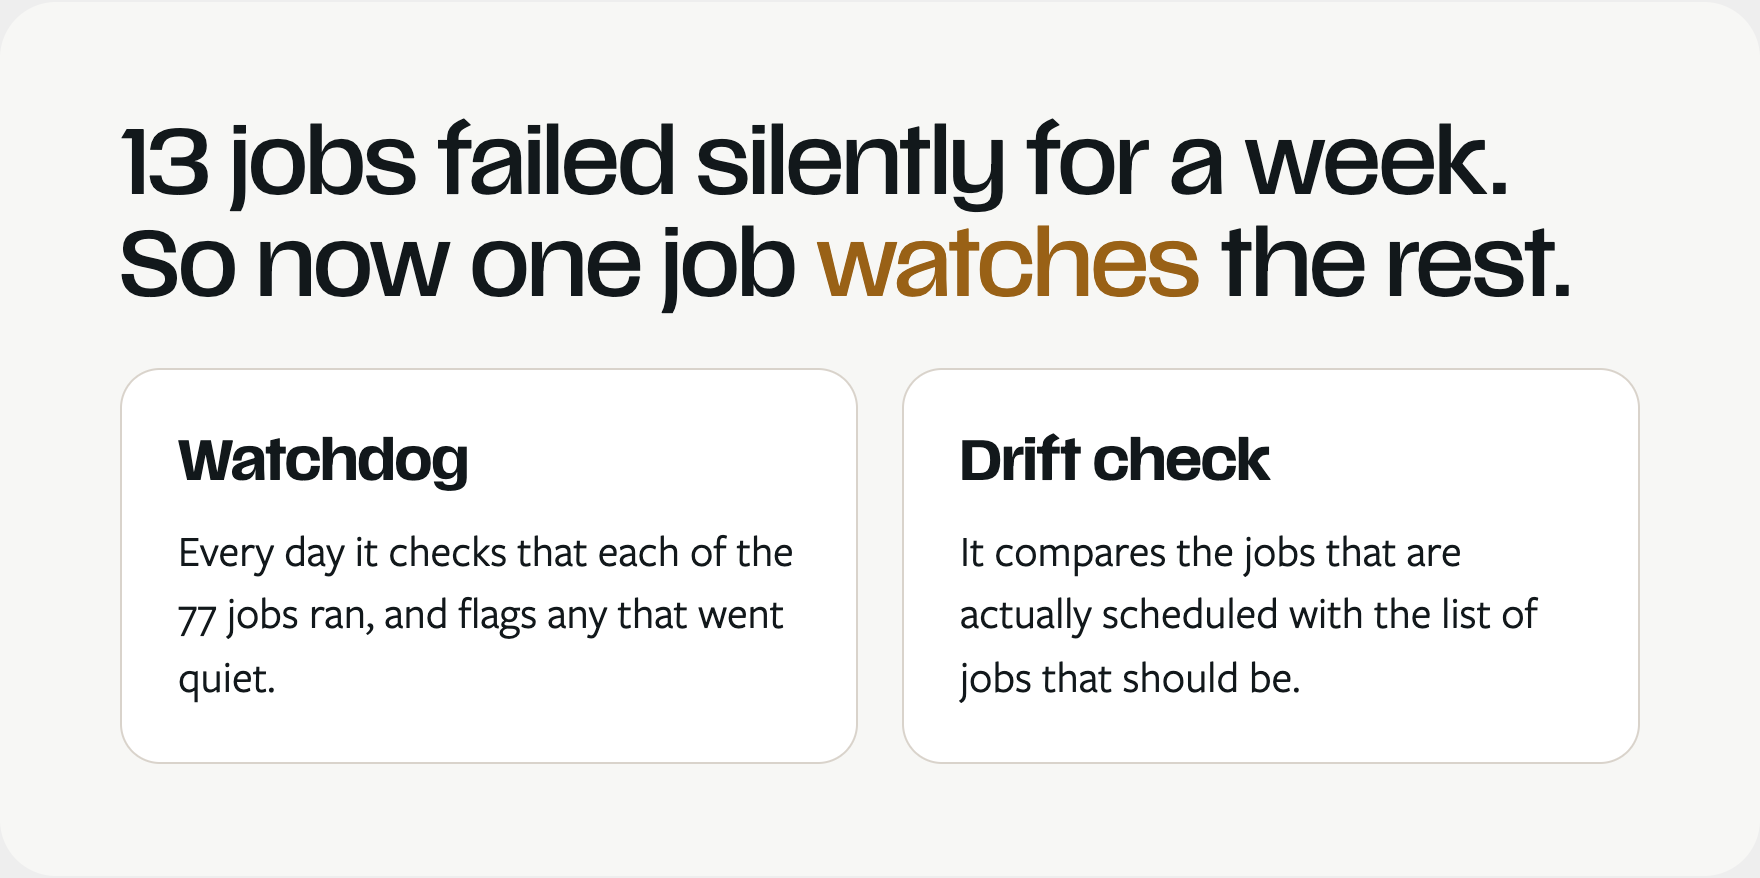 13 jobs failed silently for a week.
So now one job watches the rest.
Watchdog
Every day it checks that each of the
77 jobs ran, and flags any that went
quiet.
Drift check
It compares the jobs that are
actually scheduled with the list of
jobs that should be.